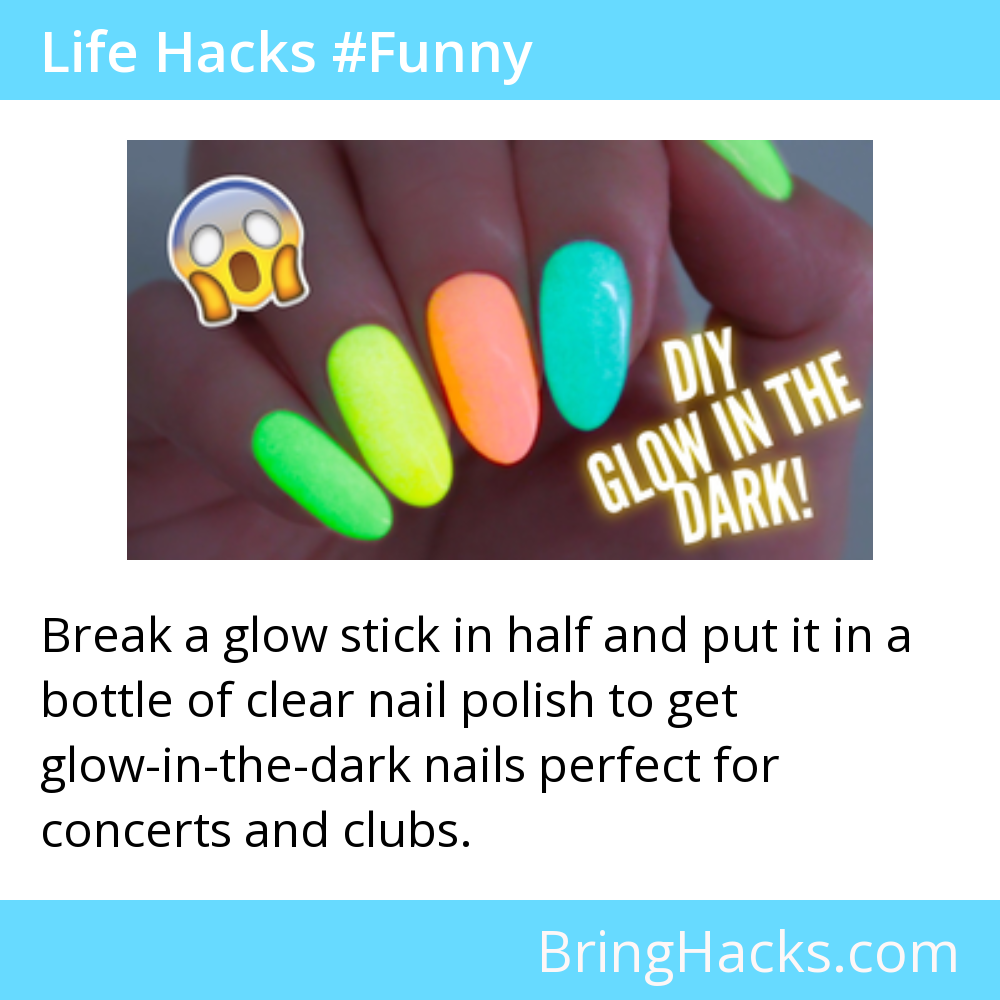 Life Hacks #Funny
DIY
GLOW IN THE
DARK!
Break a glow stick in half and put it in a
bottle of clear nail polish to get
glow-in-the-dark nails perfect for
concerts and clubs.
BringHacks.com